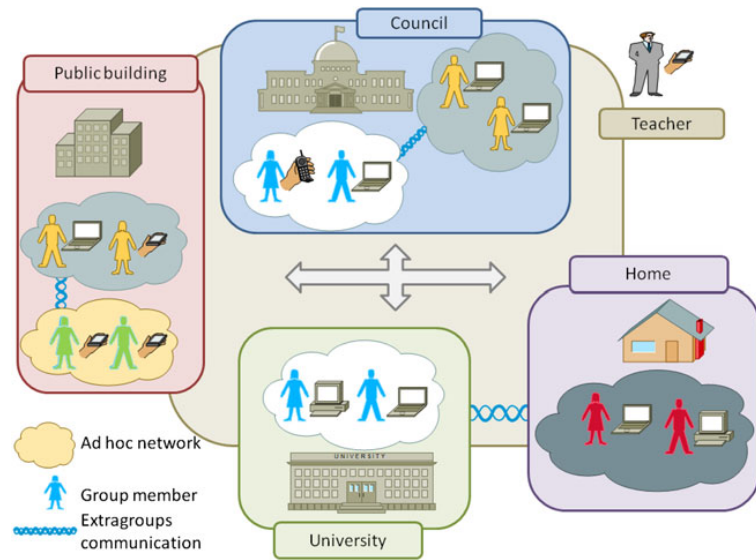 Council
Public building
Teacher
Home
UNIVERSITY
University
Ad hoc network
Group member
Extragroups
communication